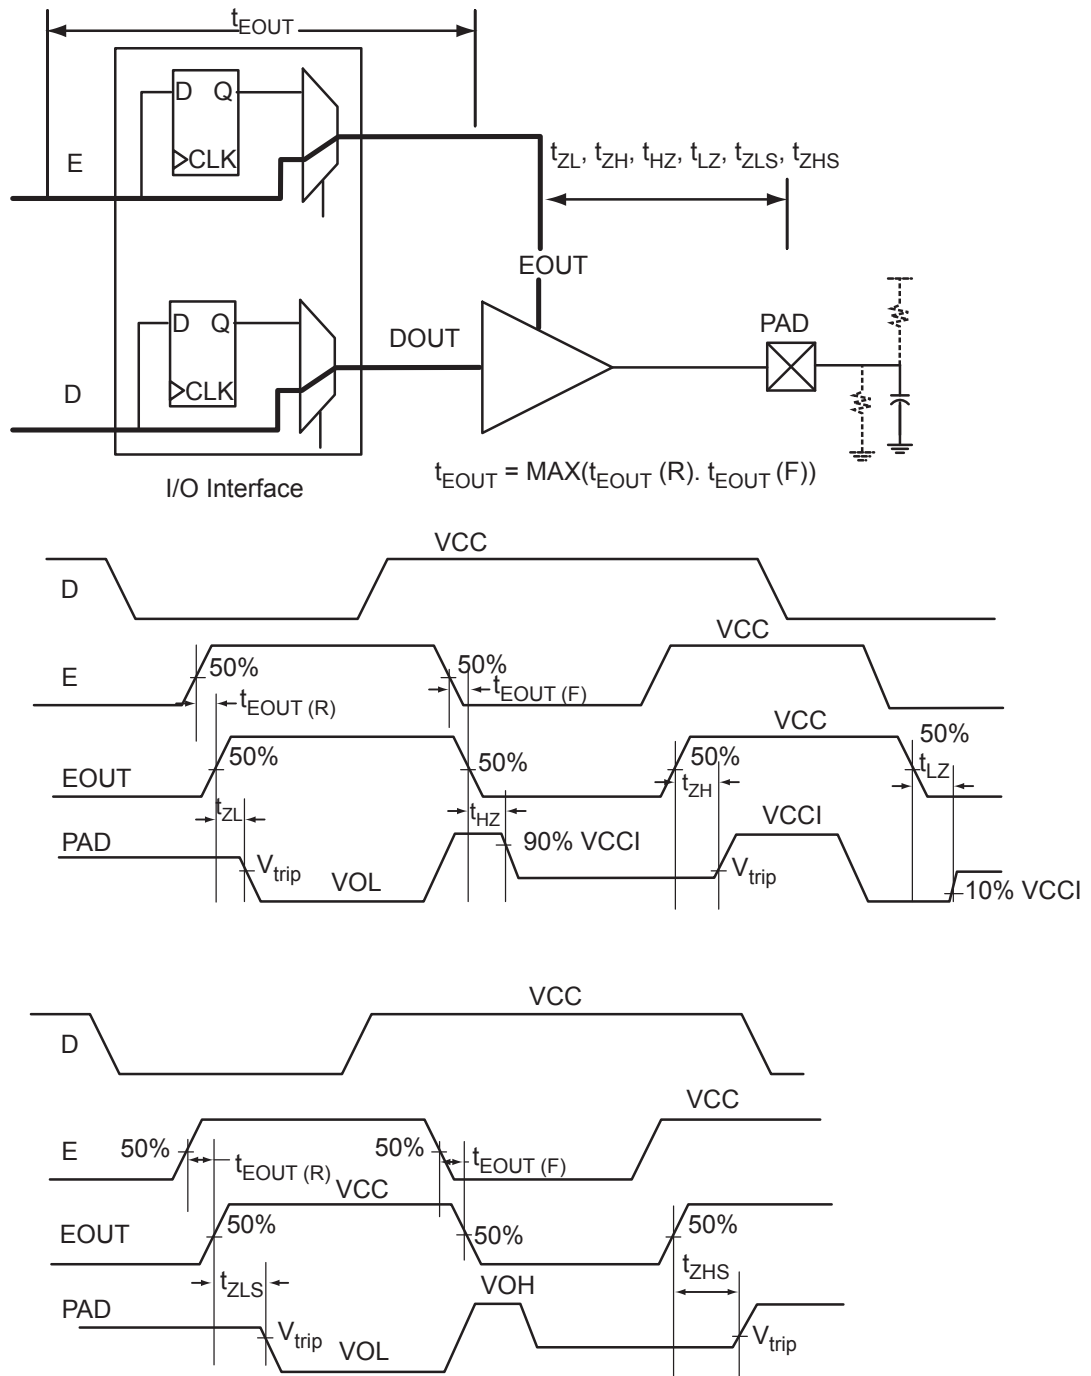 tEOUT
D Q
CLK
E
tZL, tZH, tHZ, tLZ, tZLS, tZHS
EOUT
D Q
CLK
D
DOUT
PAD
I/O Interface
tEOUT = MAX(tEOUT (R). tEOUT (F))
VCC
D
VCC
E
50%
50%
tEOUT (R)
tEOUT (F)
VCC
50%
EOUT
50%
50%
50%
tZL
tHZ
tZH
tLZ
PAD
VCCI
90% VCCI
Vtrip
VOL
Vtrip
10% VCCI
VCC
D
VCC
E
50%
50%
tEOUT (R)
tEOUT (F)
VCC
EOUT
50%
50%
50%
PAD
tZLS
VOH
tZHS
Vtrip
VOL
Vtrip